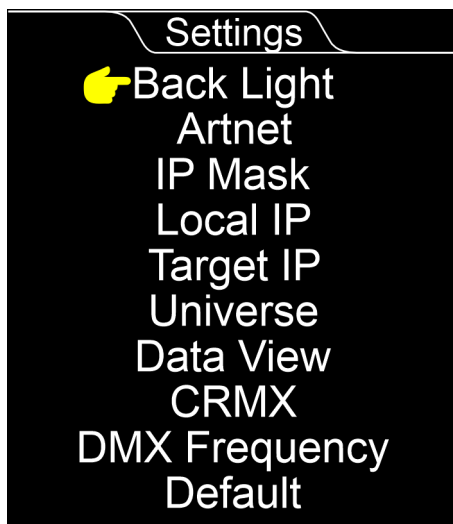 Settings
Back Light
Artnet
IP Mask
Local IP
Target IP
Universe
Data View
CRMX
DMX Frequency
Default